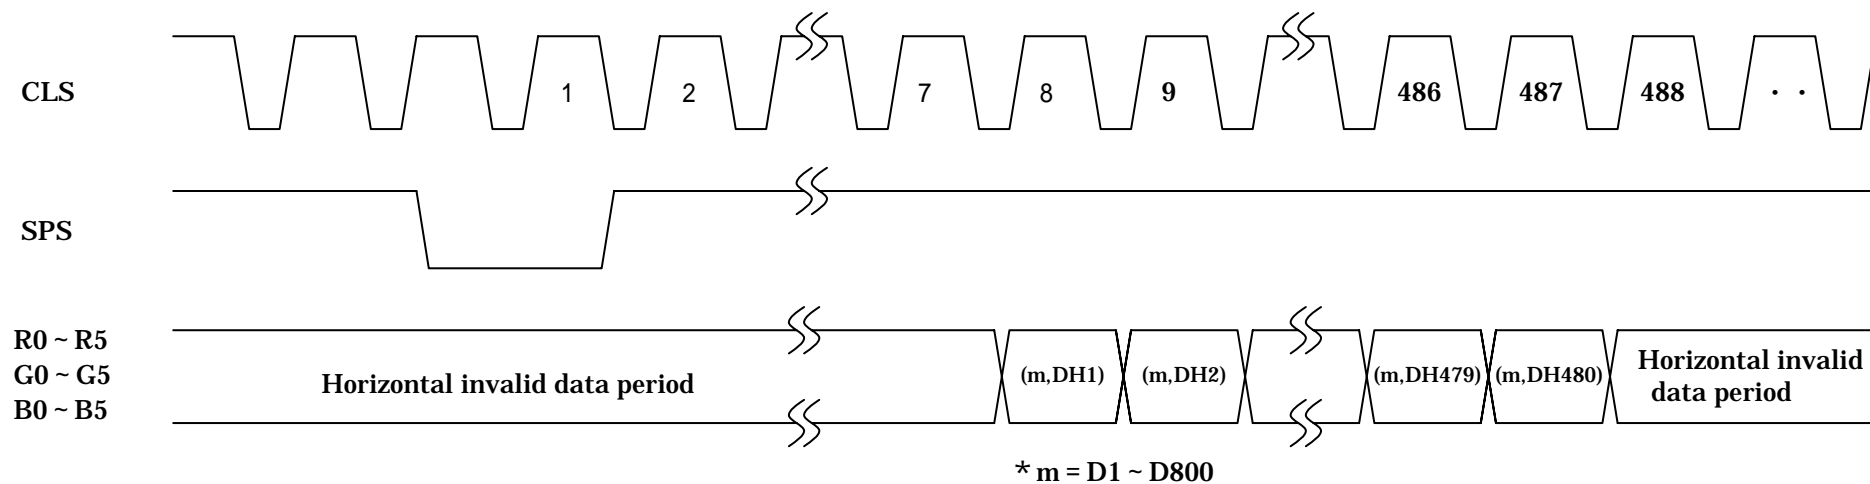 CLS 1 2 7 8 9 486 487 488 · ·
SPS
R0 ~ R5
G0 ~ G5
B0 ~ B5
Horizontal invalid data period
(m,DH1) (m,DH2) (m,DH479) (m,DH480)
Horizontal invalid
data period
* m = D1 ~ D800